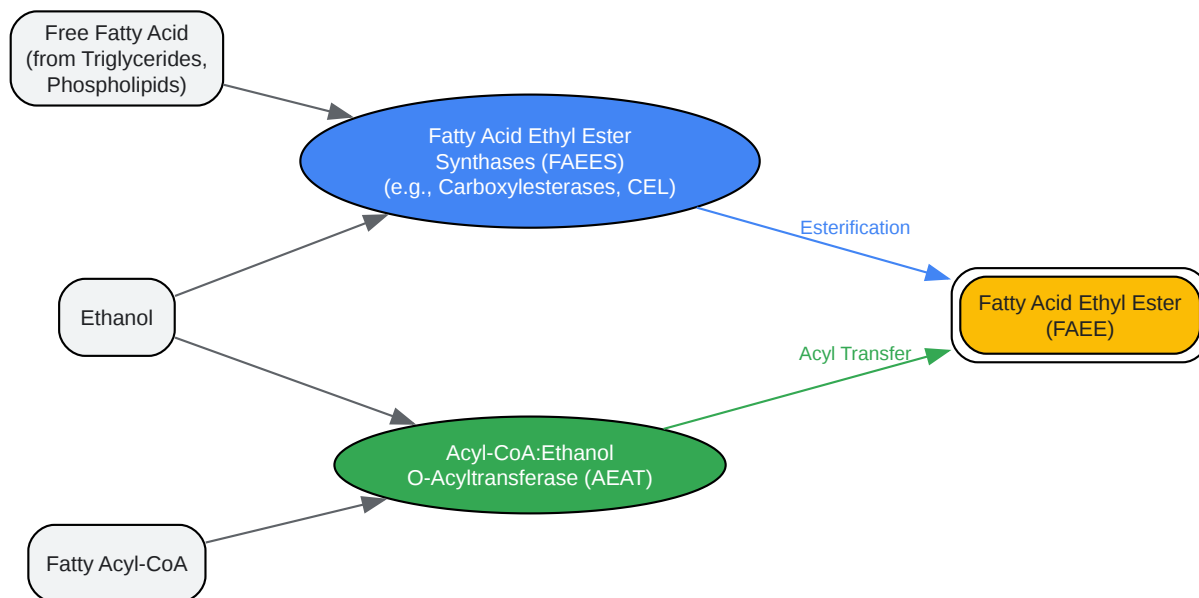 Free Fatty Acid
(from Triglycerides,
Phospholipids)
Fatty Acid Ethyl Ester
Synthases (FAEES)
(e.g., Carboxylesterases, CEL)
Esterification
Ethanol
Fatty Acid Ethyl Ester
(FAEE)
Acyl Transfer
Acyl-CoA:Ethanol
O-Acyltransferase (AEAT)
Fatty Acyl-CoA